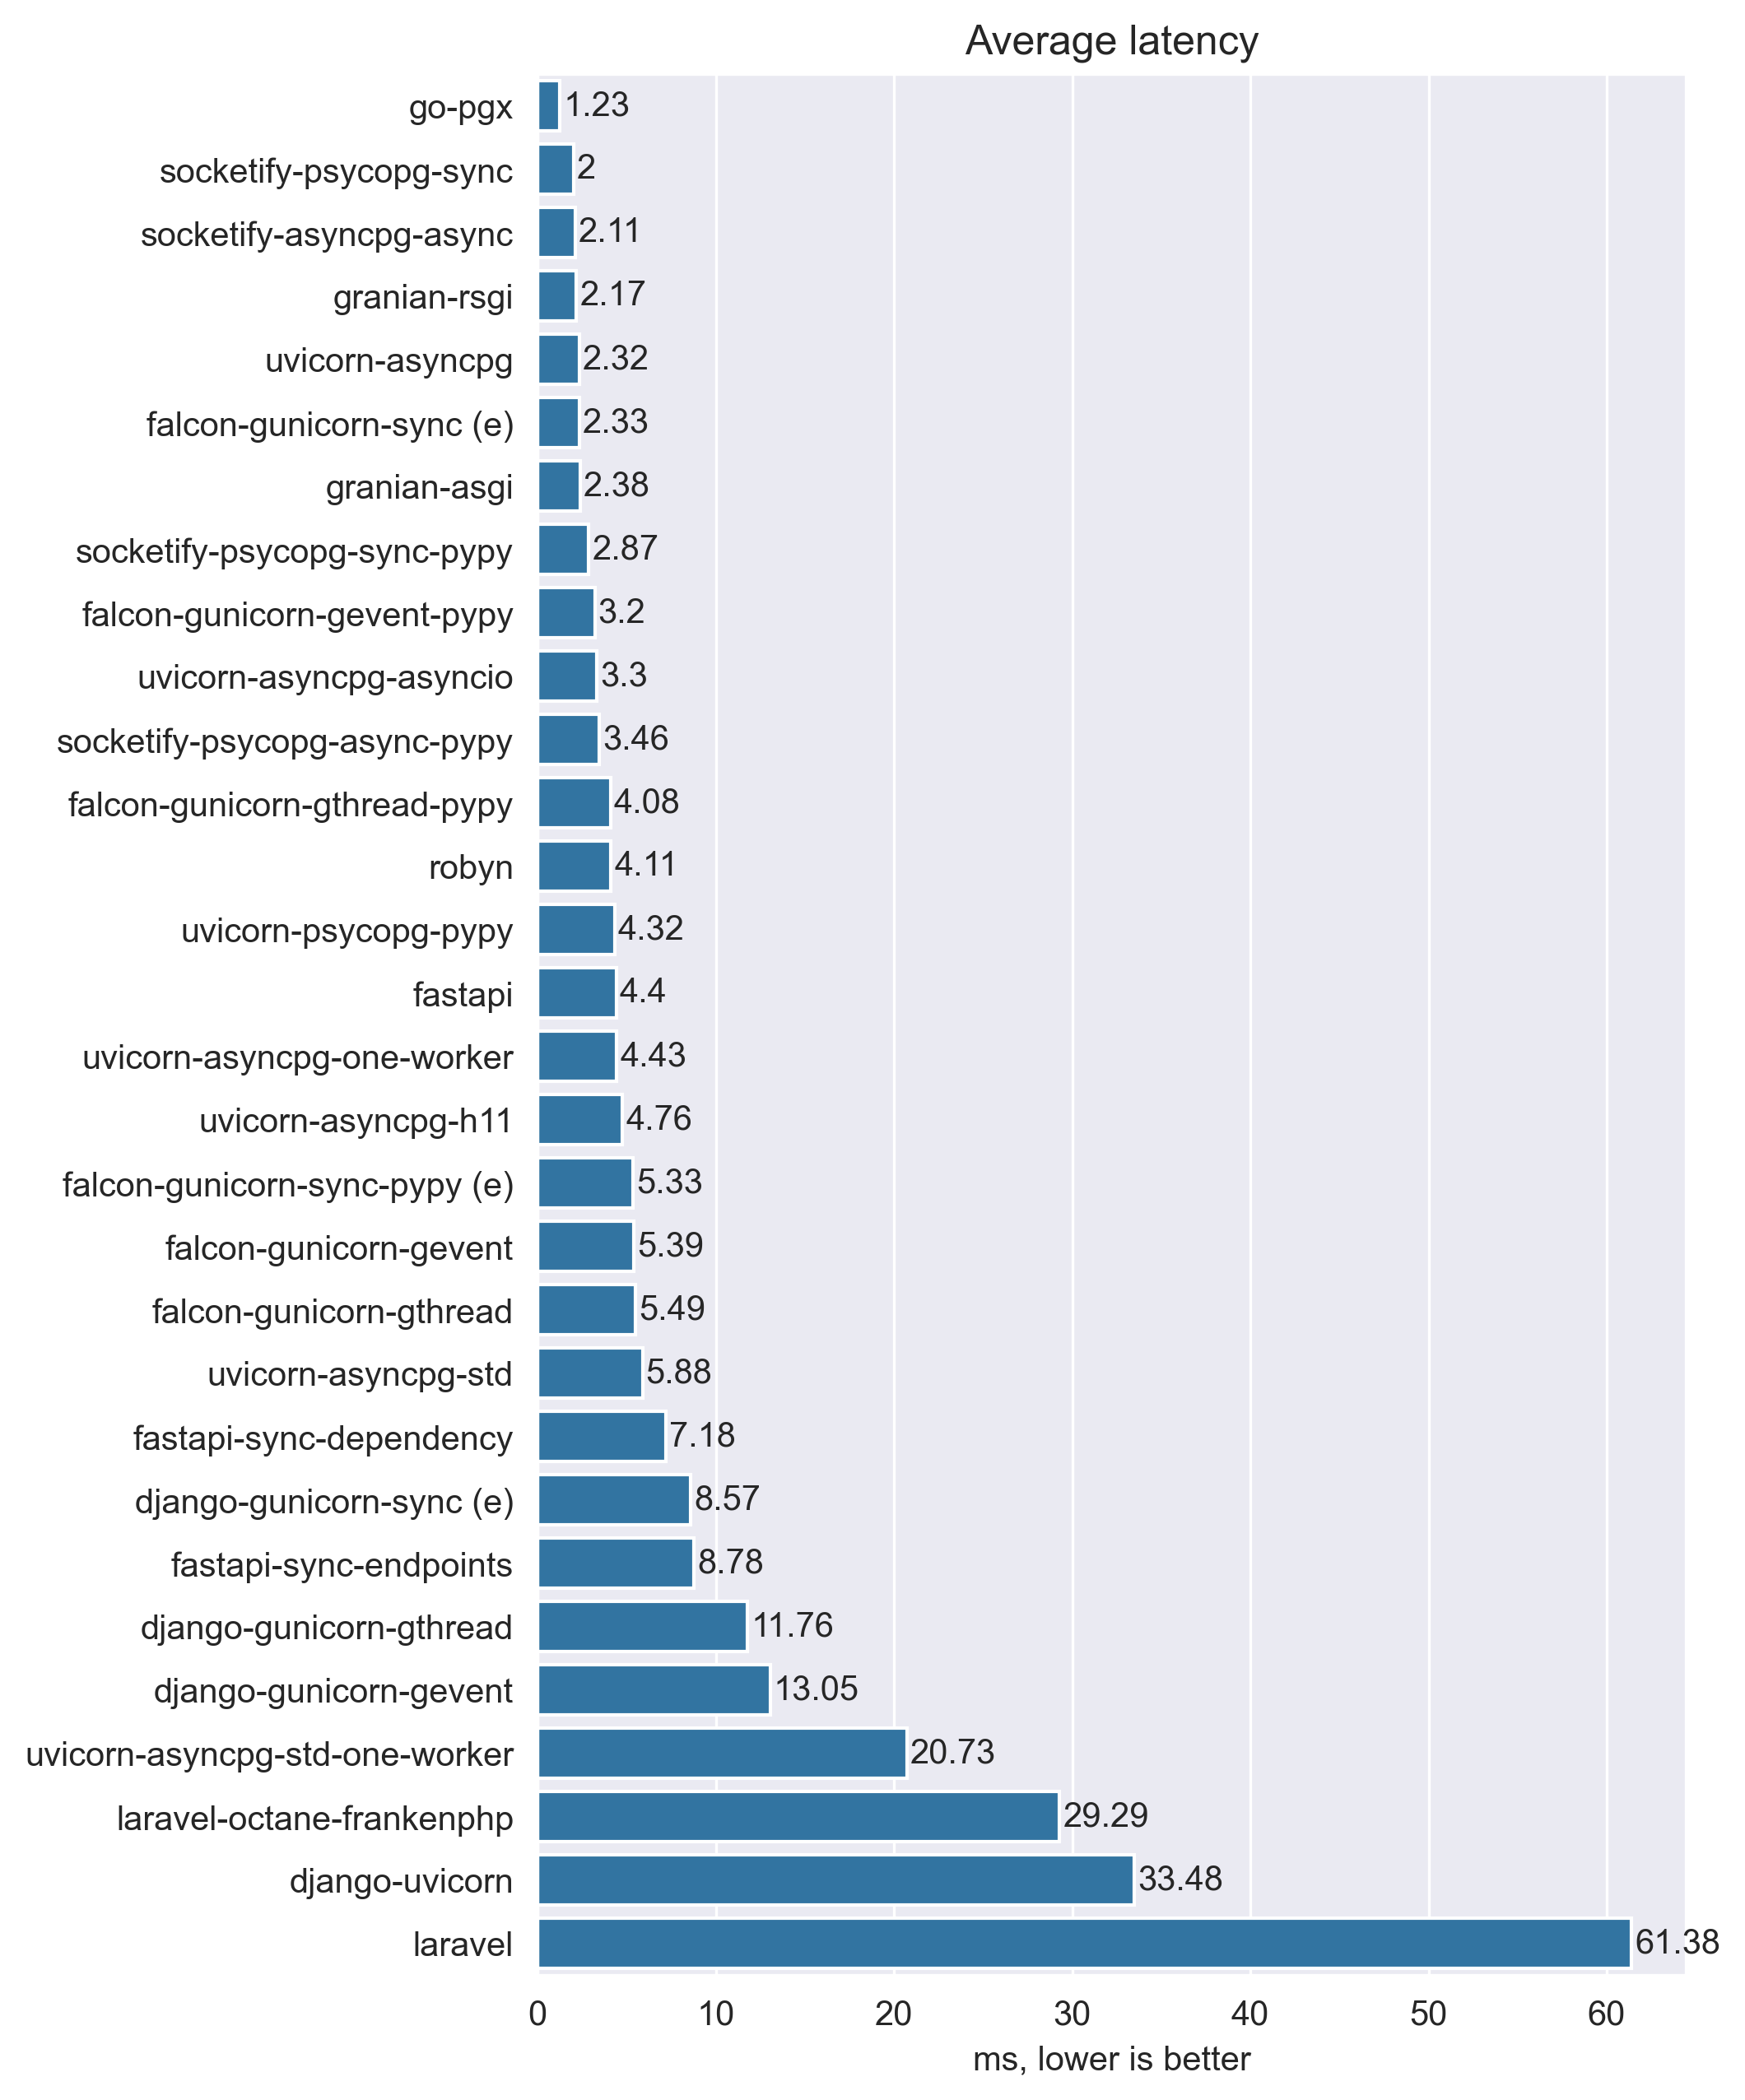 Average latency
go-pgx 1.23
socketify-psycopg-sync 2
socketify-asyncpg-async 2.11
granian-rsgi 2.17
uvicorn-asyncpg 2.32
falcon-gunicorn-sync (e) 2.33
granian-asgi 2.38
socketify-psycopg-sync-pypy 2.87
falcon-gunicorn-gevent-pypy 3.2
uvicorn-asyncpg-asyncio 3.3
socketify-psycopg-async-pypy 3.46
falcon-gunicorn-gthread-pypy 4.08
robyn 4.11
uvicorn-psycopg-pypy 4.32
fastapi 4.4
uvicorn-asyncpg-one-worker 4.43
uvicorn-asyncpg-h11 4.76
falcon-gunicorn-sync-pypy (e) 5.33
falcon-gunicorn-gevent 5.39
falcon-gunicorn-gthread 5.49
uvicorn-asyncpg-std 5.88
fastapi-sync-dependency 7.18
django-gunicorn-sync (e) 8.57
fastapi-sync-endpoints 8.78
django-gunicorn-gthread 11.76
django-gunicorn-gevent 13.05
uvicorn-asyncpg-std-one-worker 20.73
laravel-octane-frankenphp 29.29
django-uvicorn 33.48
laravel 61.38
0 10 20 30 40 50 60
ms, lower is better